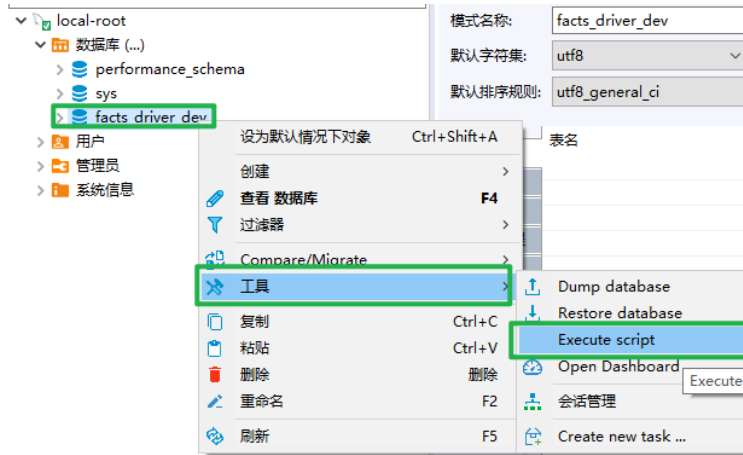 local-root
数据库 (...)
performance_schema
sys
facts_driver_dev
用户
管理员
系统信息
模式名称:
facts_driver_dev
默认字符集:
utf8
默认排序规则:
utf8_general_ci
表名
设为默认情况下对象 Ctrl+Shift+A
创建
查看 数据库 F4
过滤器
Compare/Migrate
工具
复制 Ctrl+C
粘贴 Ctrl+V
删除 删除
重命名 F2
刷新 F5
Dump database
Restore database
Execute script
Open Dashboard
Execute
会话管理
Create new task ...